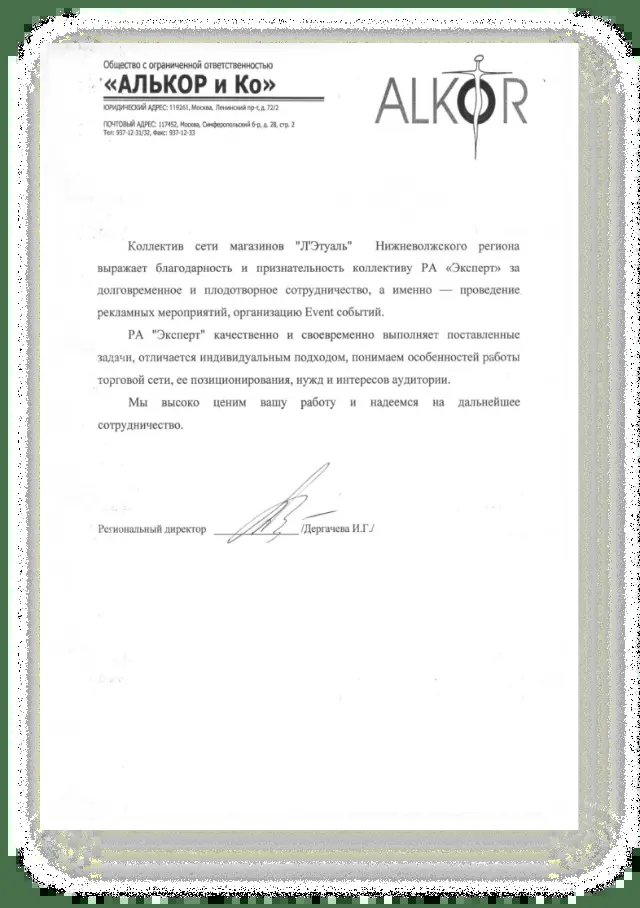 Общество с ограниченной ответственностью
«АЛЬКОР и Ко»
ЮРИДИЧЕСКИЙ АДРЕС: 119261, Москва, Ленинский пр-т, д. 72/2
ПОЧТОВЫЙ АДРЕС: 117452, Москва, Симферопольский б-р, д. 28, стр. 2
Тел: 937-12-31/32, Факс: 937-12-33
ALKOR
Коллектив сети магазинов "Л'Этуаль" Нижневолжского региона
выражает благодарность и признательность коллективу РА «Эксперт» за
долговременное и плодотворное сотрудничество, а именно — проведение
рекламных мероприятий, организацию Event событий.
РА "Эксперт" качественно и своевременно выполняет поставленные
задачи, отличается индивидуальным подходом, понимаем особенностей работы
торговой сети, ее позиционирования, нужд и интересов аудитории.
Мы высоко ценим вашу работу и надеемся на дальнейшее
сотрудничество.
Региональный директор /Дергачева И.Г./